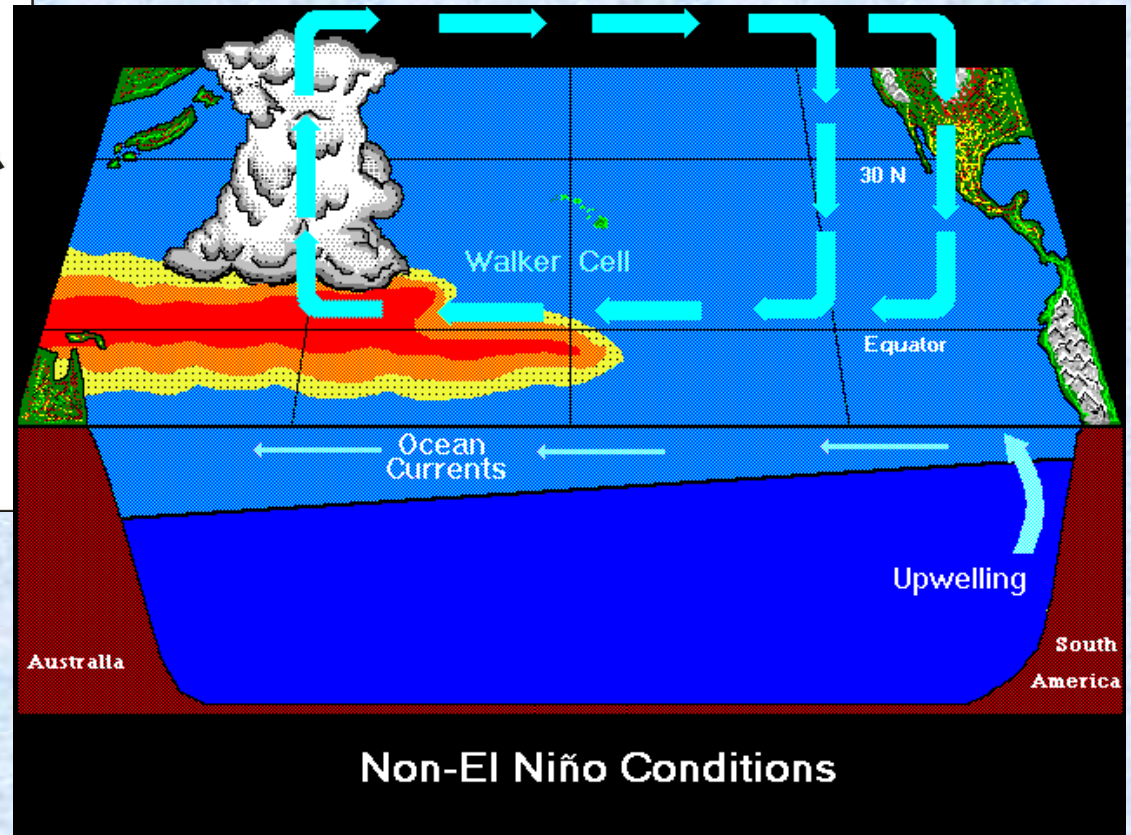 30 N
Walker Cell
Equator
Ocean
Currents
Upwelling
Australia
South
America
Non-El Niño Conditions